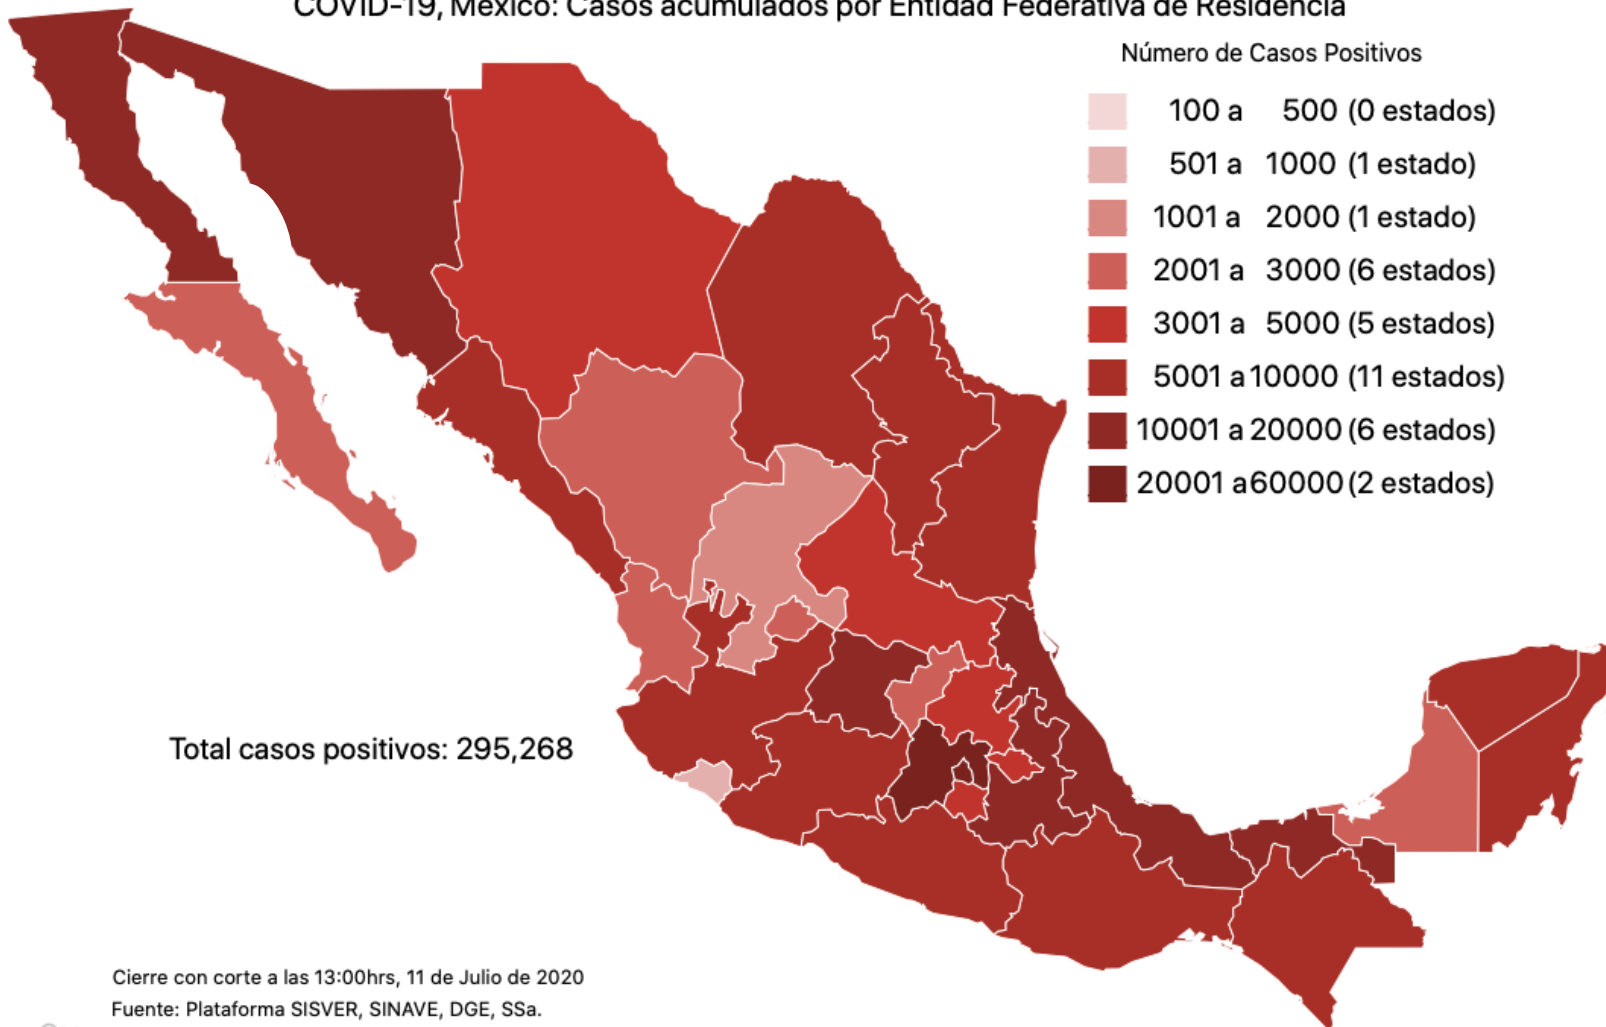 COVID-19, México: Casos acumulados por Entidad Federativa de Residencia
Número de Casos Positivos
100 a 500 (0 estados)
501 a 1000 (1 estado)
1001 a 2000 (1 estado)
2001 a 3000 (6 estados)
3001 a 5000 (5 estados)
5001 a 10000 (11 estados)
10001 a 20000 (6 estados)
20001 a 60000 (2 estados)
Total casos positivos: 295,268
Cierre con corte a las 13:00hrs, 11 de Julio de 2020
Fuente: Plataforma SISVER, SINAVE, DGE, SSa.